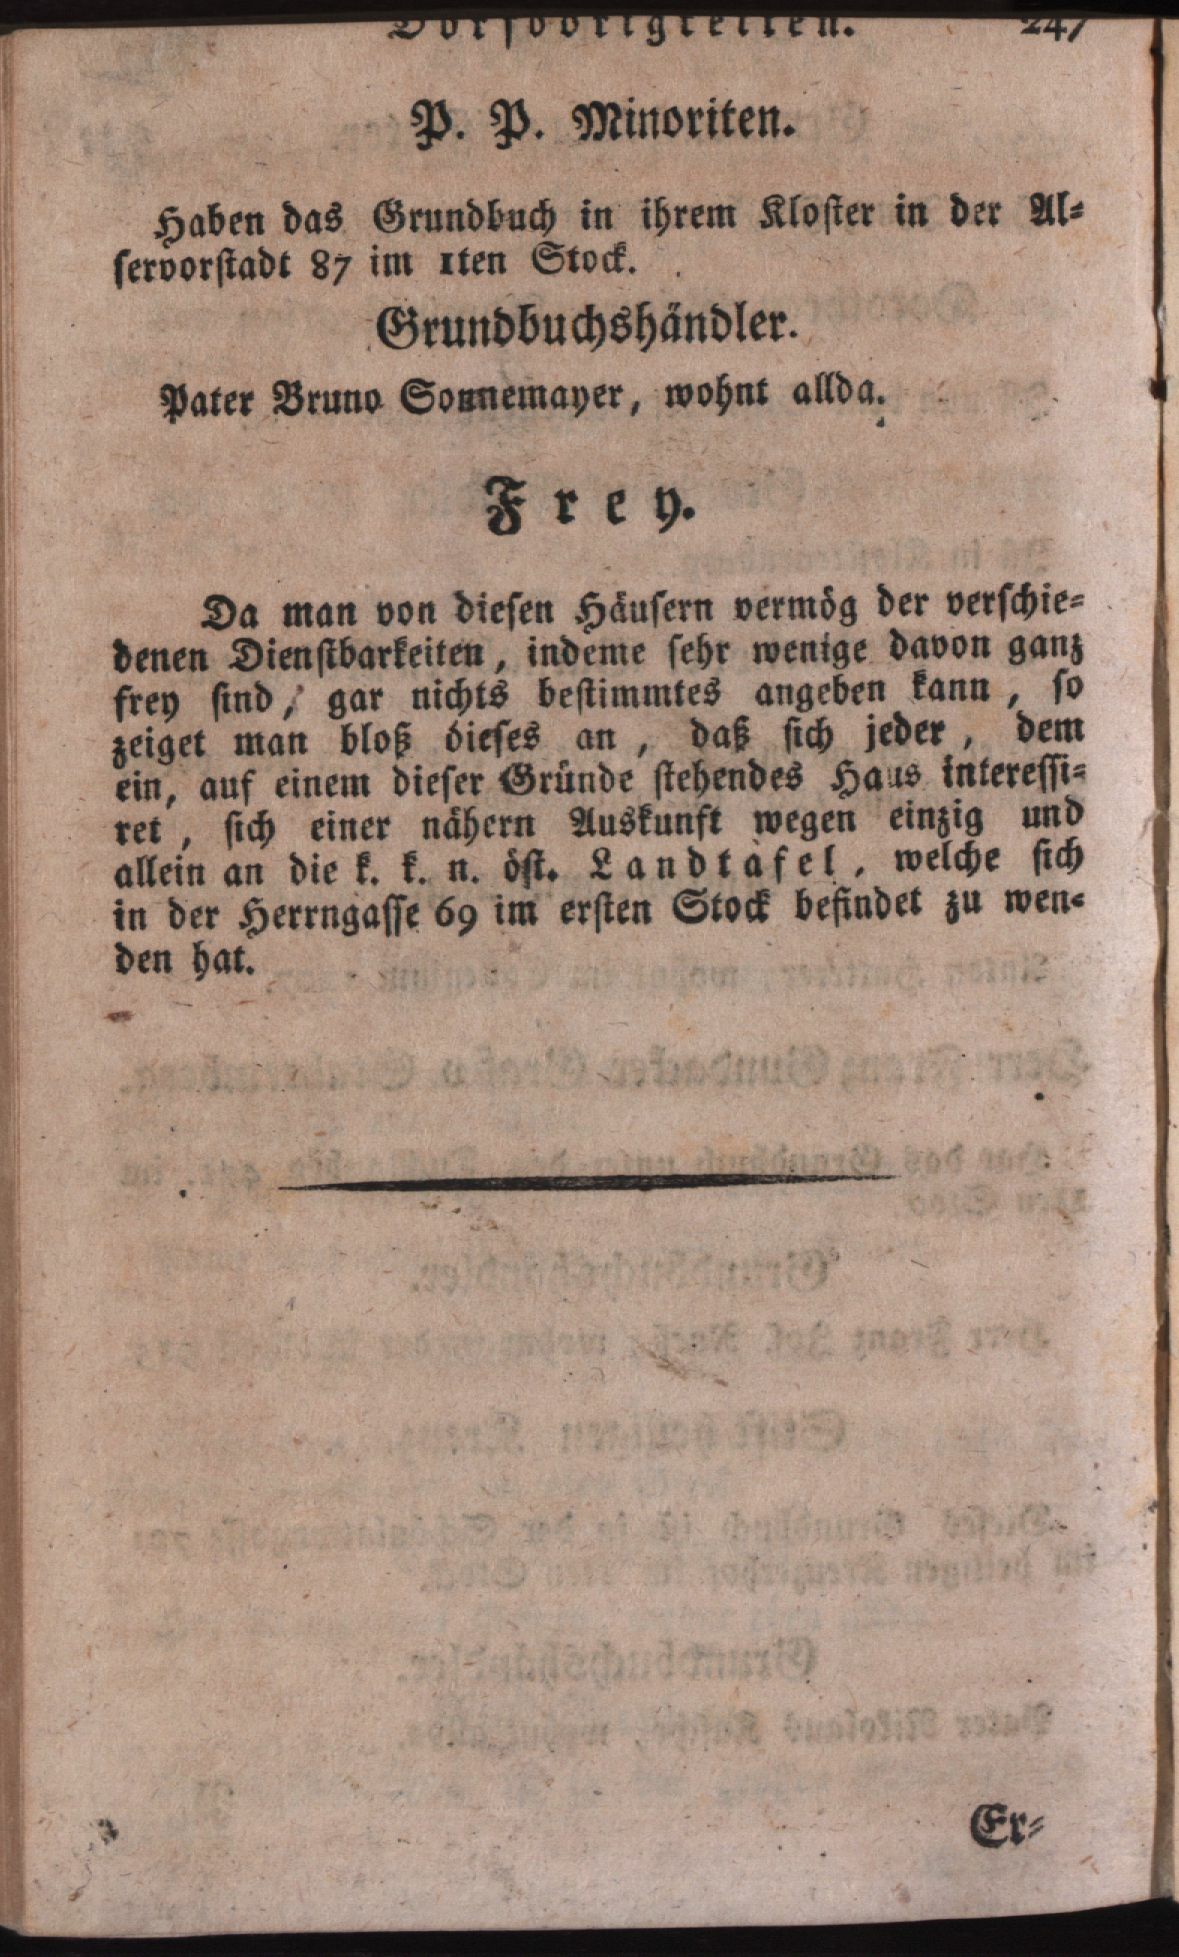 Dorfobrigkeiten. 247
P. P. Minoriten.
Haben das Grundbuch in ihrem Kloster in der Al-
servorstadt 87 im 1ten Stock.
Grundbuchshändler.
Pater Bruno Sonnemayer, wohnt allda.
Frey.
Da man von diesen Häusern vermög der verschie-
denen Dienstbarkeiten, indeme sehr wenige davon ganz
frey sind, gar nichts bestimmtes angeben kann, so
zeiget man bloß dieses an, daß sich jeder, dem
ein, auf einem dieser Gründe stehendes Haus interessi-
ret, sich einer nähern Auskunft wegen einzig und
allein an die k. k. n. öst. Landtafel, welche sich
in der Herrngasse 69 im ersten Stock befindet zu wen-
den hat.
Er-